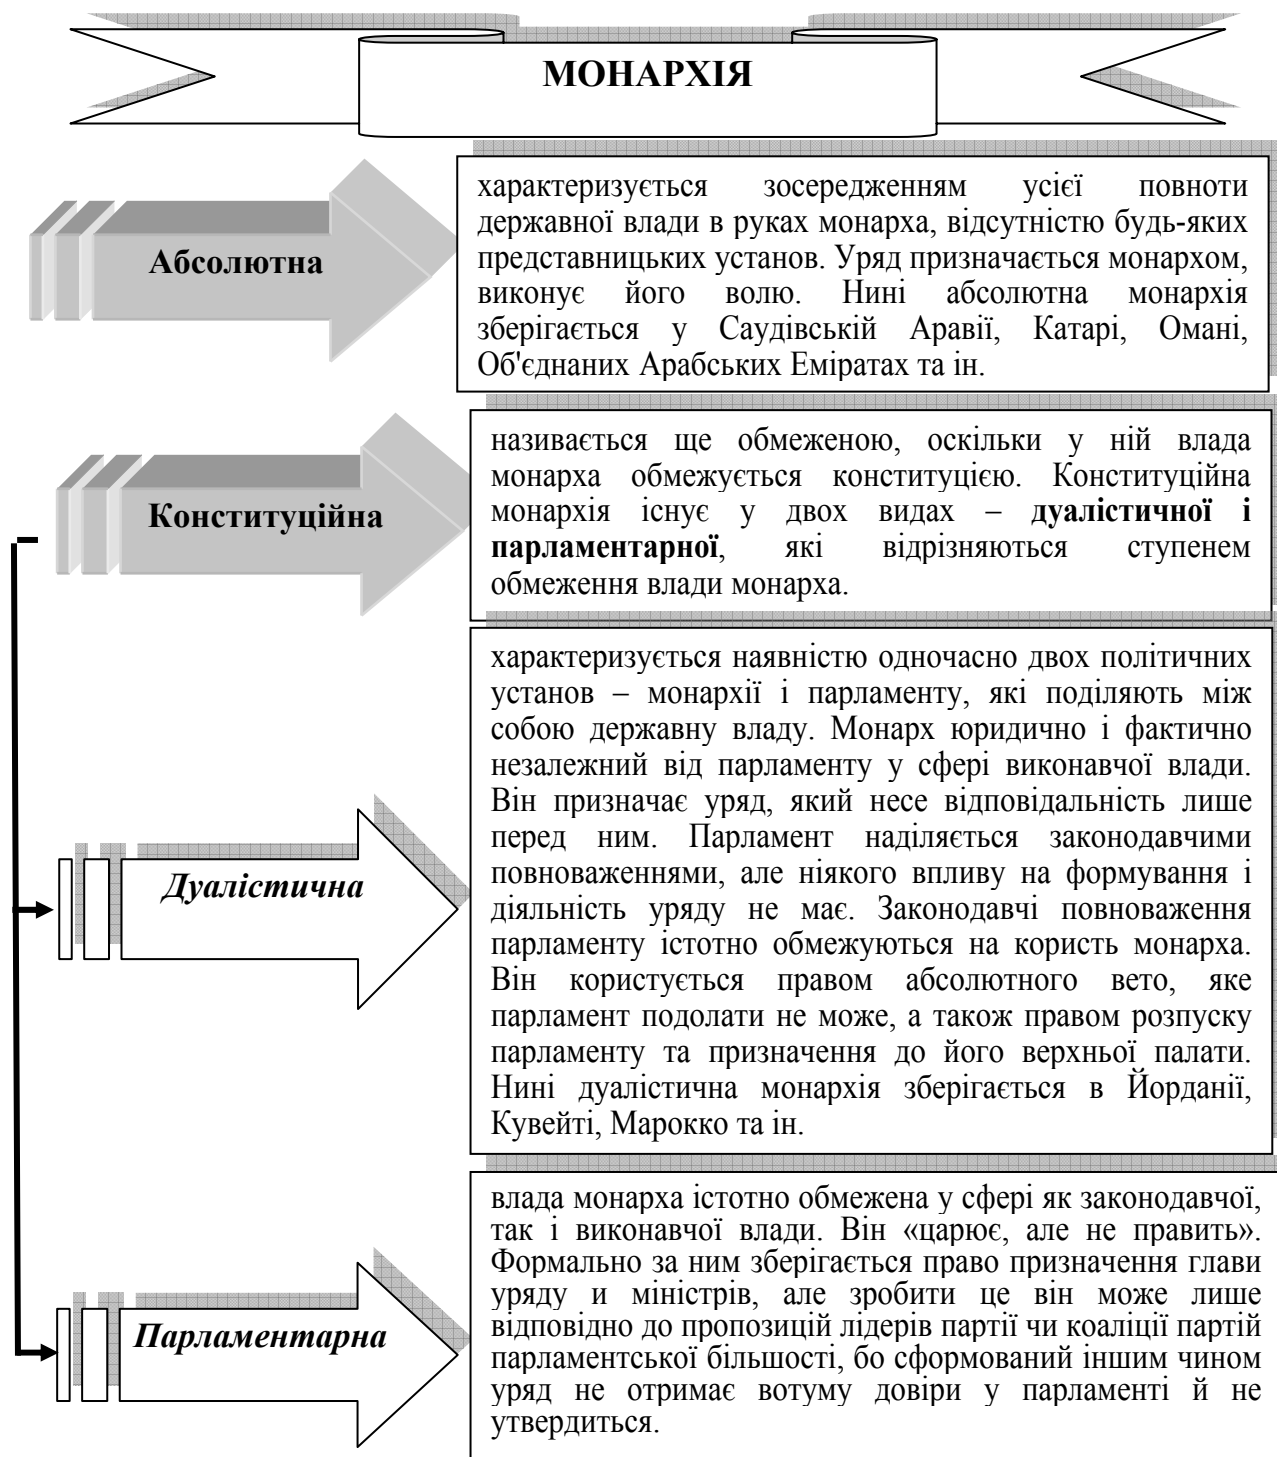 МОНАРХІЯ
Абсолютна
характеризується зосередженням усієї повноти
державної влади в руках монарха, відсутністю будь-яких
представницьких установ. Уряд призначається монархом,
виконує його волю. Нині абсолютна монархія
зберігається у Саудівській Аравії, Катарі, Омані,
Об'єднаних Арабських Еміратах та ін.
Конституційна
називається ще обмеженою, оскільки у ній влада
монарха обмежується конституцією. Конституційна
монархія існує у двох видах – дуалістичної і
парламентарної, які відрізняються ступенем
обмеження влади монарха.
Дуалістична
характеризується наявністю одночасно двох політичних
установ – монархії і парламенту, які поділяють між
собою державну владу. Монарх юридично і фактично
незалежний від парламенту у сфері виконавчої влади.
Він призначає уряд, який несе відповідальність лише
перед ним. Парламент наділяється законодавчими
повноваженнями, але ніякого впливу на формування і
діяльність уряду не має. Законодавчі повноваження
парламенту істотно обмежуються на користь монарха.
Він користується правом абсолютного вето, яке
парламент подолати не може, а також правом розпуску
парламенту та призначення до його верхньої палати.
Нині дуалістична монархія зберігається в Йорданії,
Кувейті, Марокко та ін.
Парламентарна
влада монарха істотно обмежена у сфері як законодавчої,
так і виконавчої влади. Він «царює, але не править».
Формально за ним зберігається право призначення глави
уряду и міністрів, але зробити це він може лише
відповідно до пропозицій лідерів партії чи коаліції партій
парламентської більшості, бо сформований іншим чином
уряд не отримає вотуму довіри у парламенті й не
утвердиться.